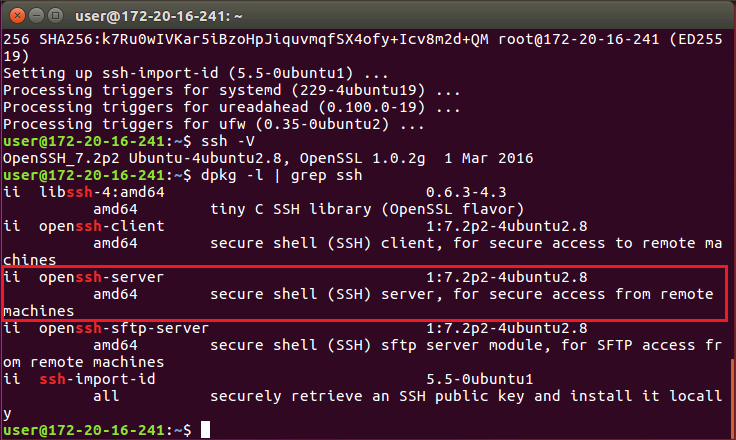 user@172-20-16-241: ~
256 SHA256:k7Ru0wIVKar5iBzoHpJiquvmqfSX4ofy+Icv8m2d+QM root@172-20-16-241 (ED255
19)
Setting up ssh-import-id (5.5-0ubuntu1) ...
Processing triggers for systemd (229-4ubuntu19) ...
Processing triggers for ureadahead (0.100.0-19) ...
Processing triggers for ufw (0.35-0ubuntu2) ...
user@172-20-16-241:~$ ssh -V
OpenSSH_7.2p2 Ubuntu-4ubuntu2.8, OpenSSL 1.0.2g  1 Mar 2016
user@172-20-16-241:~$ dpkg -l | grep ssh
ii  libssh-4:amd64                             0.6.3-4.3
        amd64        tiny C SSH library (OpenSSL flavor)
ii  openssh-client                             1:7.2p2-4ubuntu2.8
        amd64        secure shell (SSH) client, for secure access to remote ma
chines
ii  openssh-server                             1:7.2p2-4ubuntu2.8
        amd64        secure shell (SSH) server, for secure access from remote
machines
ii  openssh-sftp-server                        1:7.2p2-4ubuntu2.8
        amd64        secure shell (SSH) sftp server module, for SFTP access fr
om remote machines
ii  ssh-import-id                              5.5-0ubuntu1
        all          securely retrieve an SSH public key and install it locall
y
user@172-20-16-241:~$